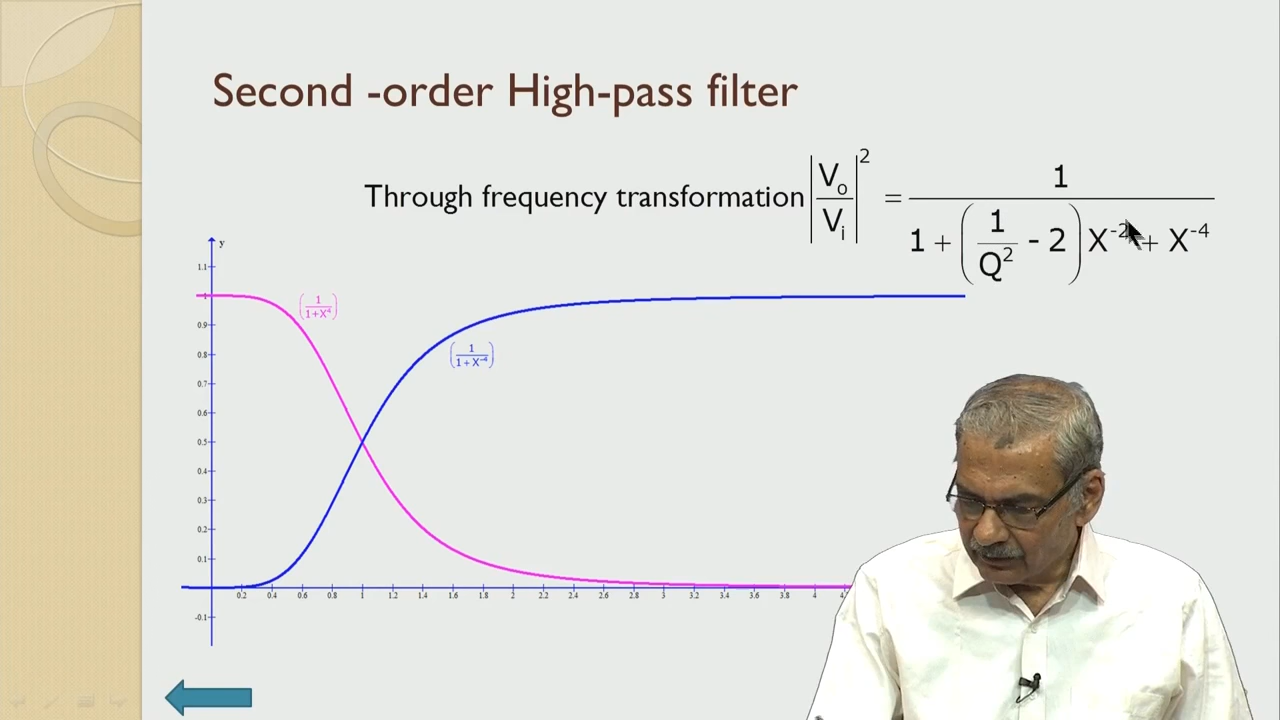 Second -order High-pass filter
Through frequency transformation |Vo/Vi|² = 1/(1 + (1/Q² - 2) X⁻² + X⁻⁴)
y
1.1
1
0.9
0.8
0.7
0.6
0.5
0.4
0.3
0.2
0.1
-0.1
(1/(1+X⁴))
(1/(1+X⁻⁴))
0.2 0.4 0.6 0.8 1 1.2 1.4 1.6 1.8 2 2.2 2.4 2.6 2.8 3 3.2 3.4 3.6 3.8 4